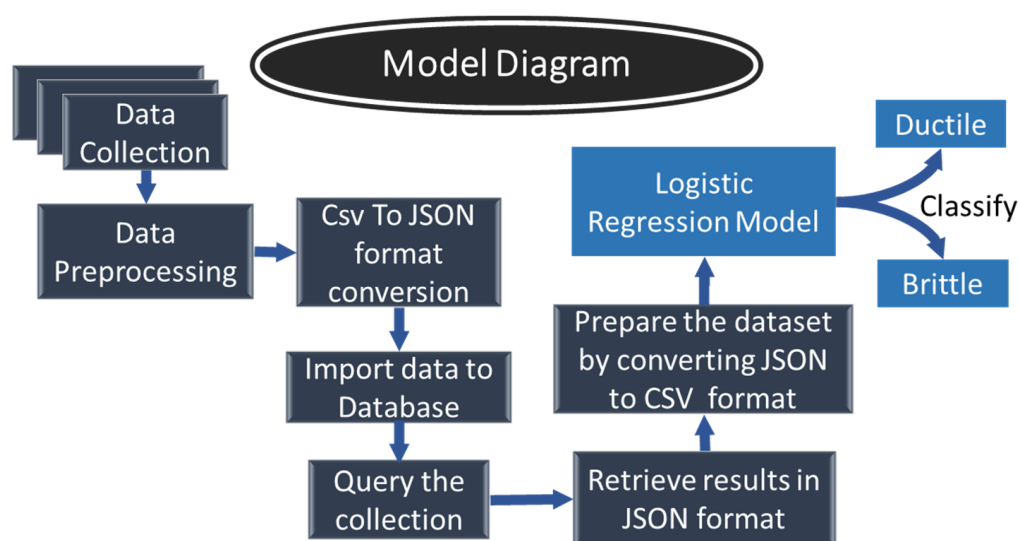 Model Diagram
Data
Collection
Data
Preprocessing
Csv To JSON
format
conversion
Import data to
Database
Query the
collection
Retrieve results in
JSON format
Prepare the dataset
by converting JSON
to CSV format
Logistic
Regression Model
Ductile
Classify
Brittle